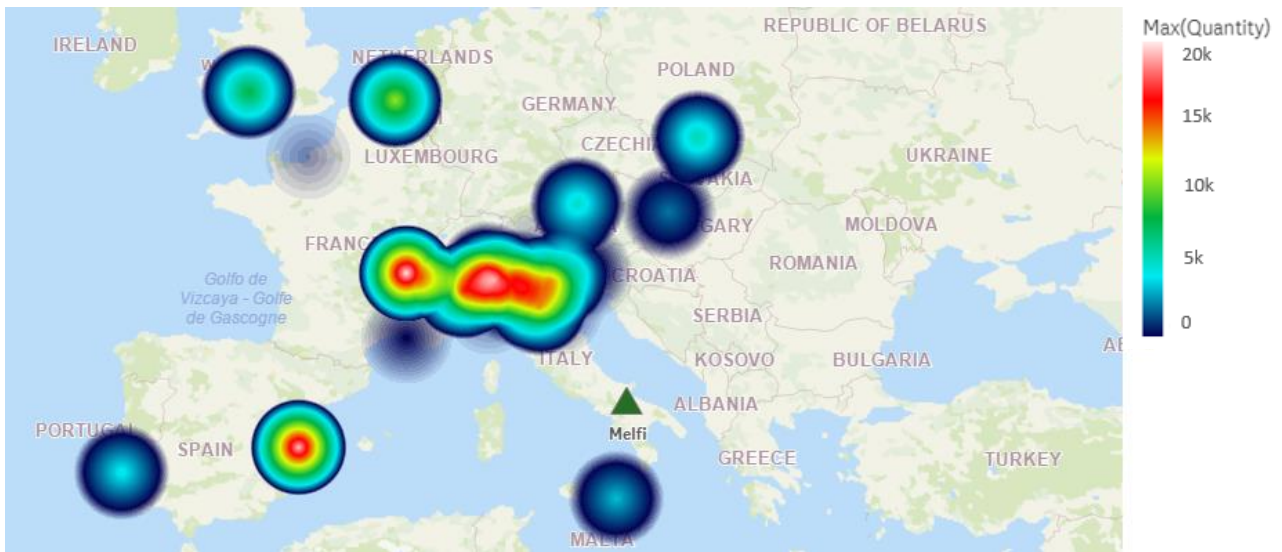 REPUBLIC OF BELARUS
Max(Quantity)
IRELAND
20k
NETHERLANDS
POLAND
GERMANY
15k
CZECHI
UKRAINE
LUXEMBOURG
10k
GARY
MOLDOVA
FRANC
ROMANIA
5k
CROATIA
Golfo de
Vizcaya - Golfe
de Gascogne
SERBIA
0
ITALY
KOSOVO
BULGARIA
ALBANIA
Melfi
PORTUGAL
SPAIN
GREECE
TURKEY
MALTA